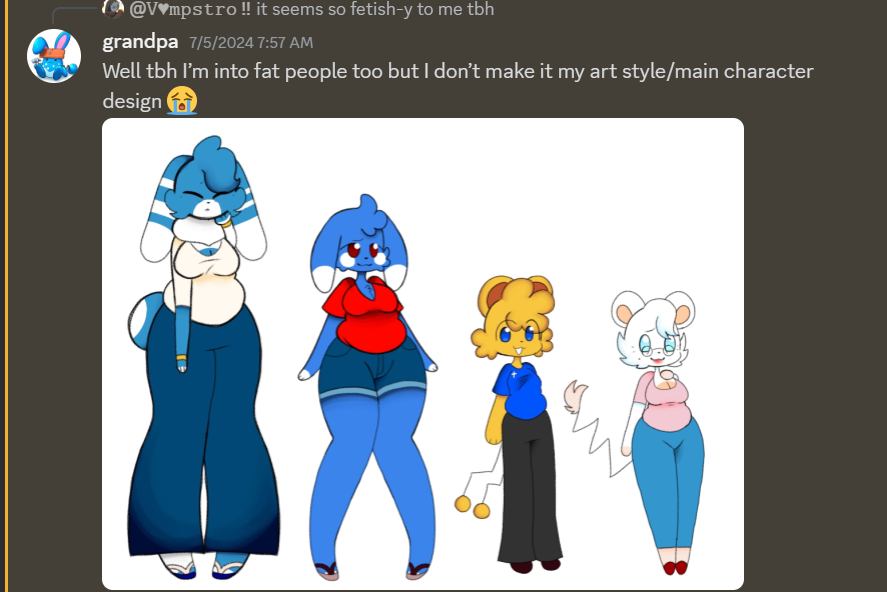 @V♥mpstro !! it seems so fetish-y to me tbh
grandpa 7/5/2024 7:57 AM
Well tbh I’m into fat people too but I don’t make it my art style/main character
design 😭